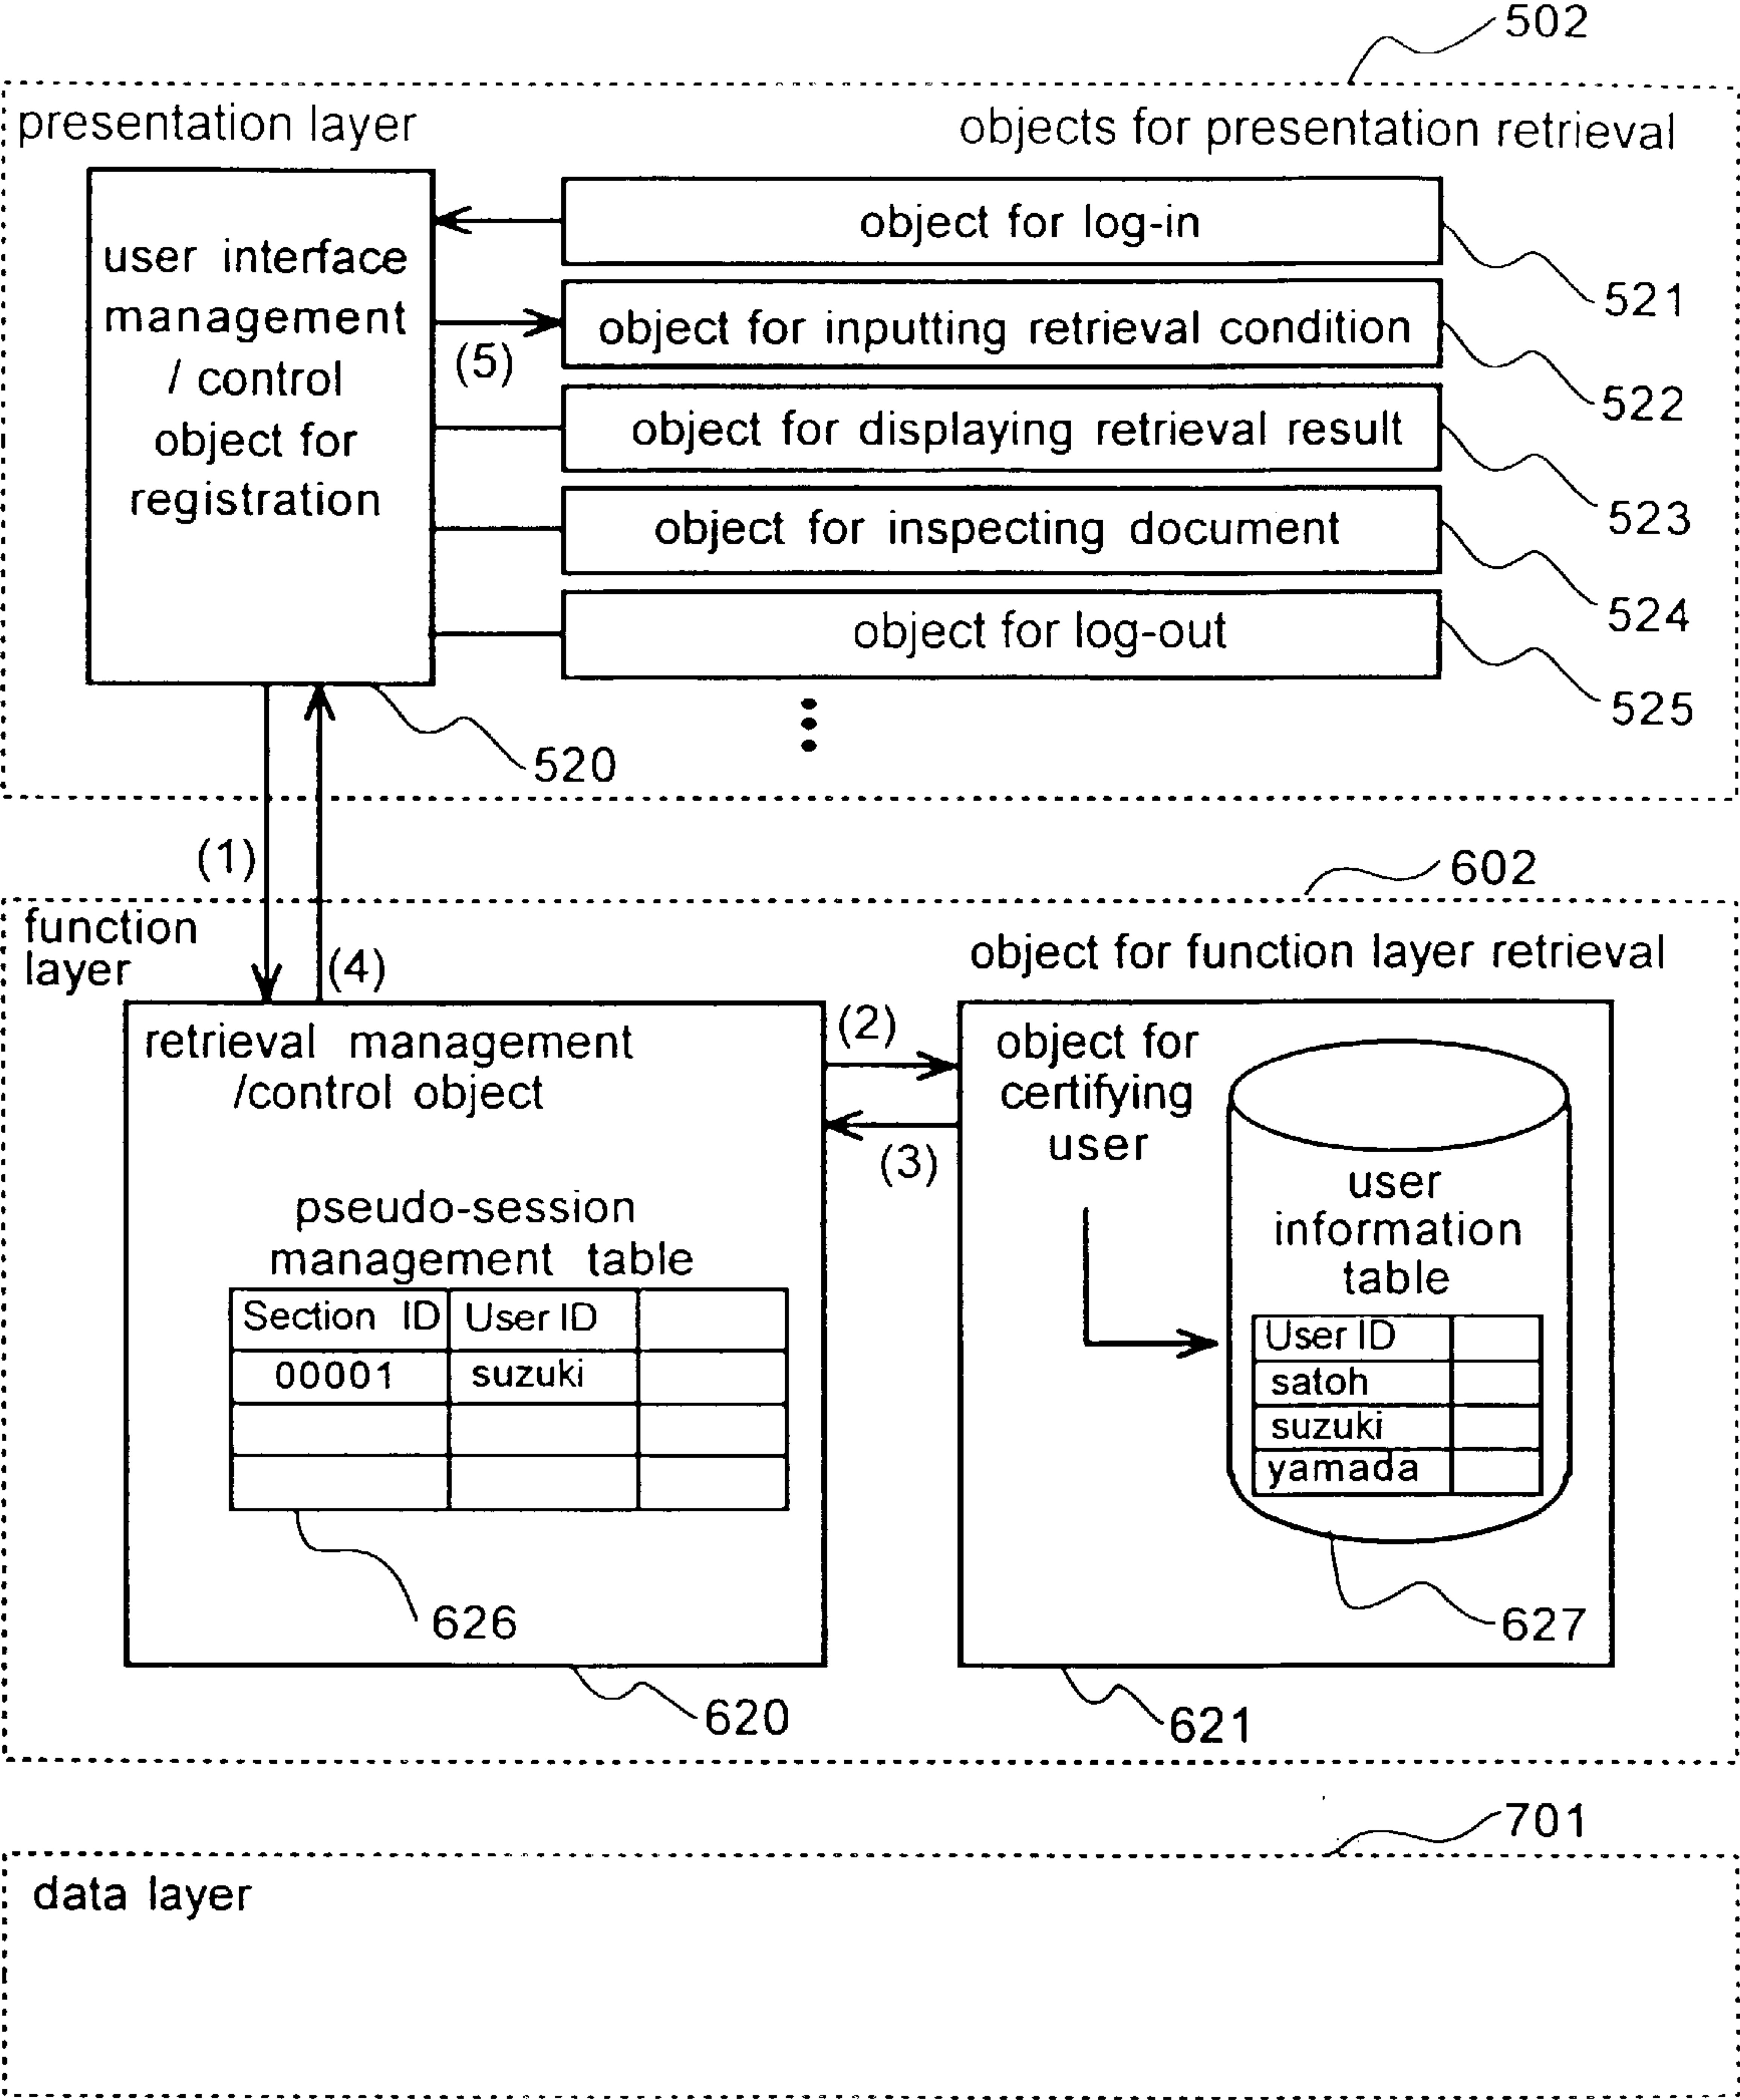 502
presentation layer
objects for presentation retrieval
user interface
management
/ control
object for
registration
object for log-in
521
object for inputting retrieval condition
(5)
522
object for displaying retrieval result
523
object for inspecting document
524
object for log-out
525
520
(1)
602
function
layer
(4)
object for function layer retrieval
retrieval management
/control object
(2)
(3)
object for
certifying
user
pseudo-session
management table
Section ID User ID
00001 suzuki
user
information
table
User ID
satoh
suzuki
yamada
626
627
620
621
701
data layer